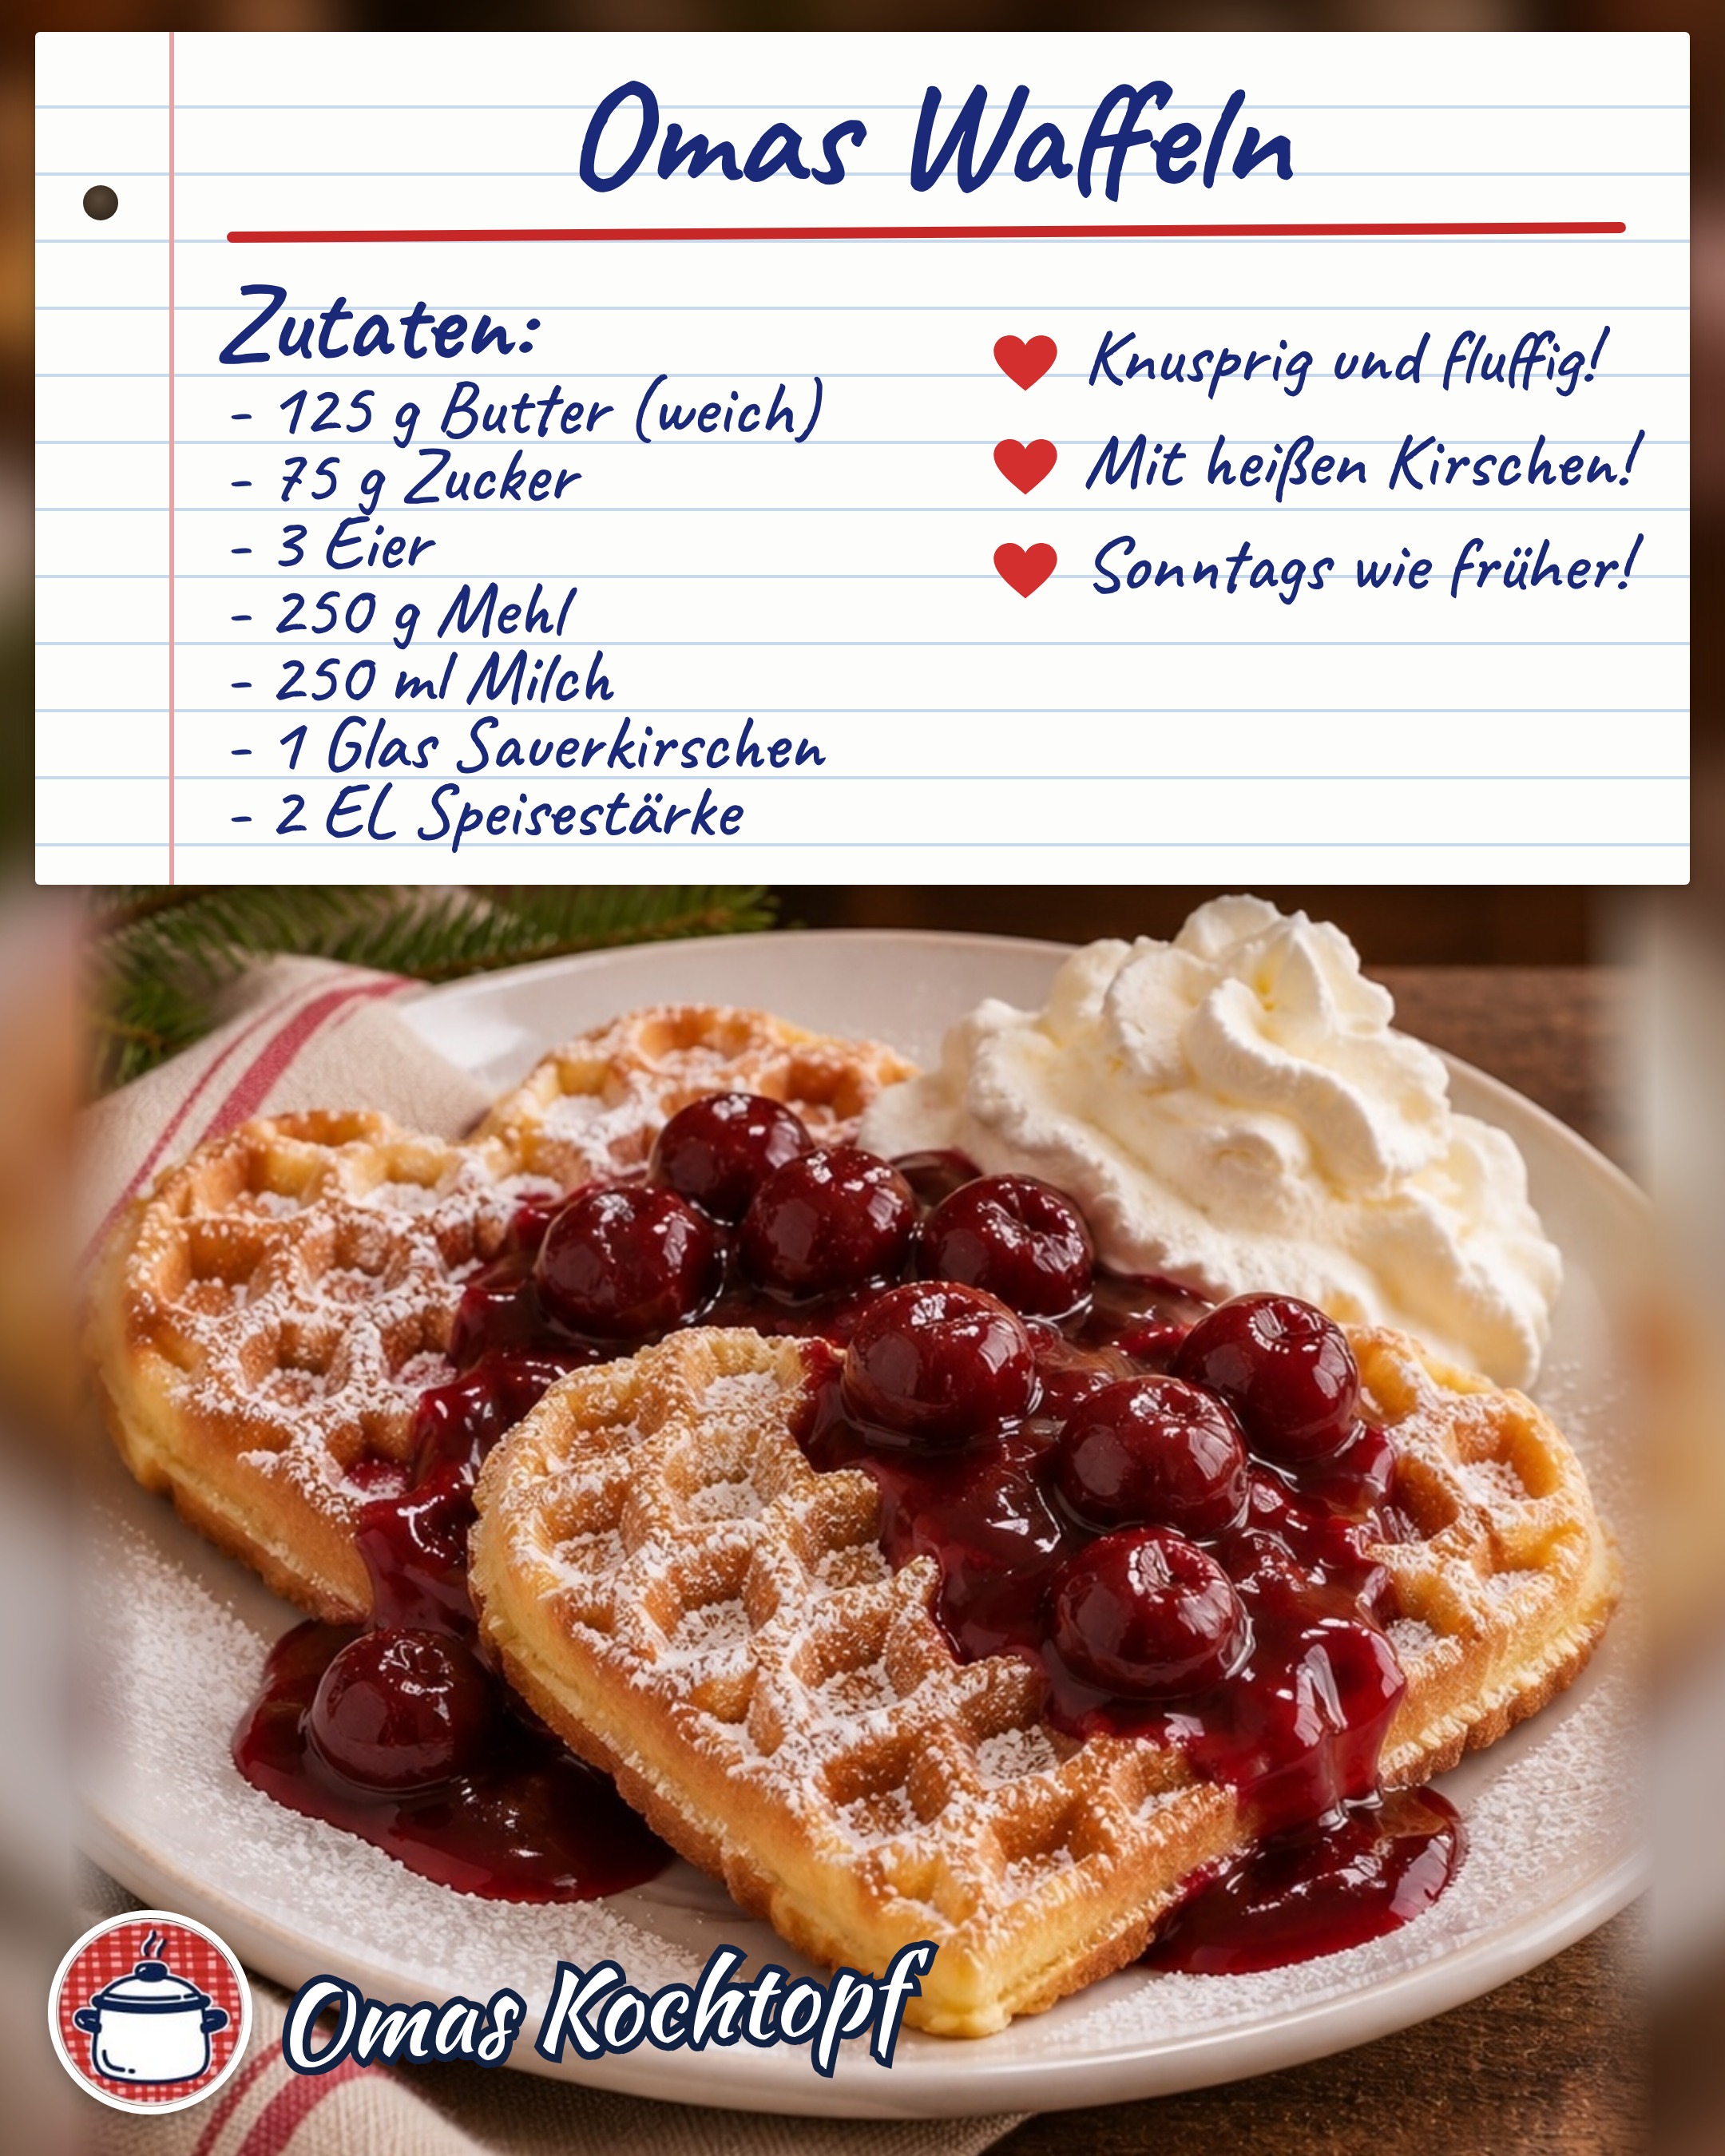 Omas Waffeln
Zutaten:
- 125 g Butter (weich)
- 75 g Zucker
- 3 Eier
- 250 g Mehl
- 250 ml Milch
- 1 Glas Sauerkirschen
- 2 EL Speisestärke
Knusprig und fluffig!
Mit heißen Kirschen!
Sonntags wie früher!
Omas Kochtopf